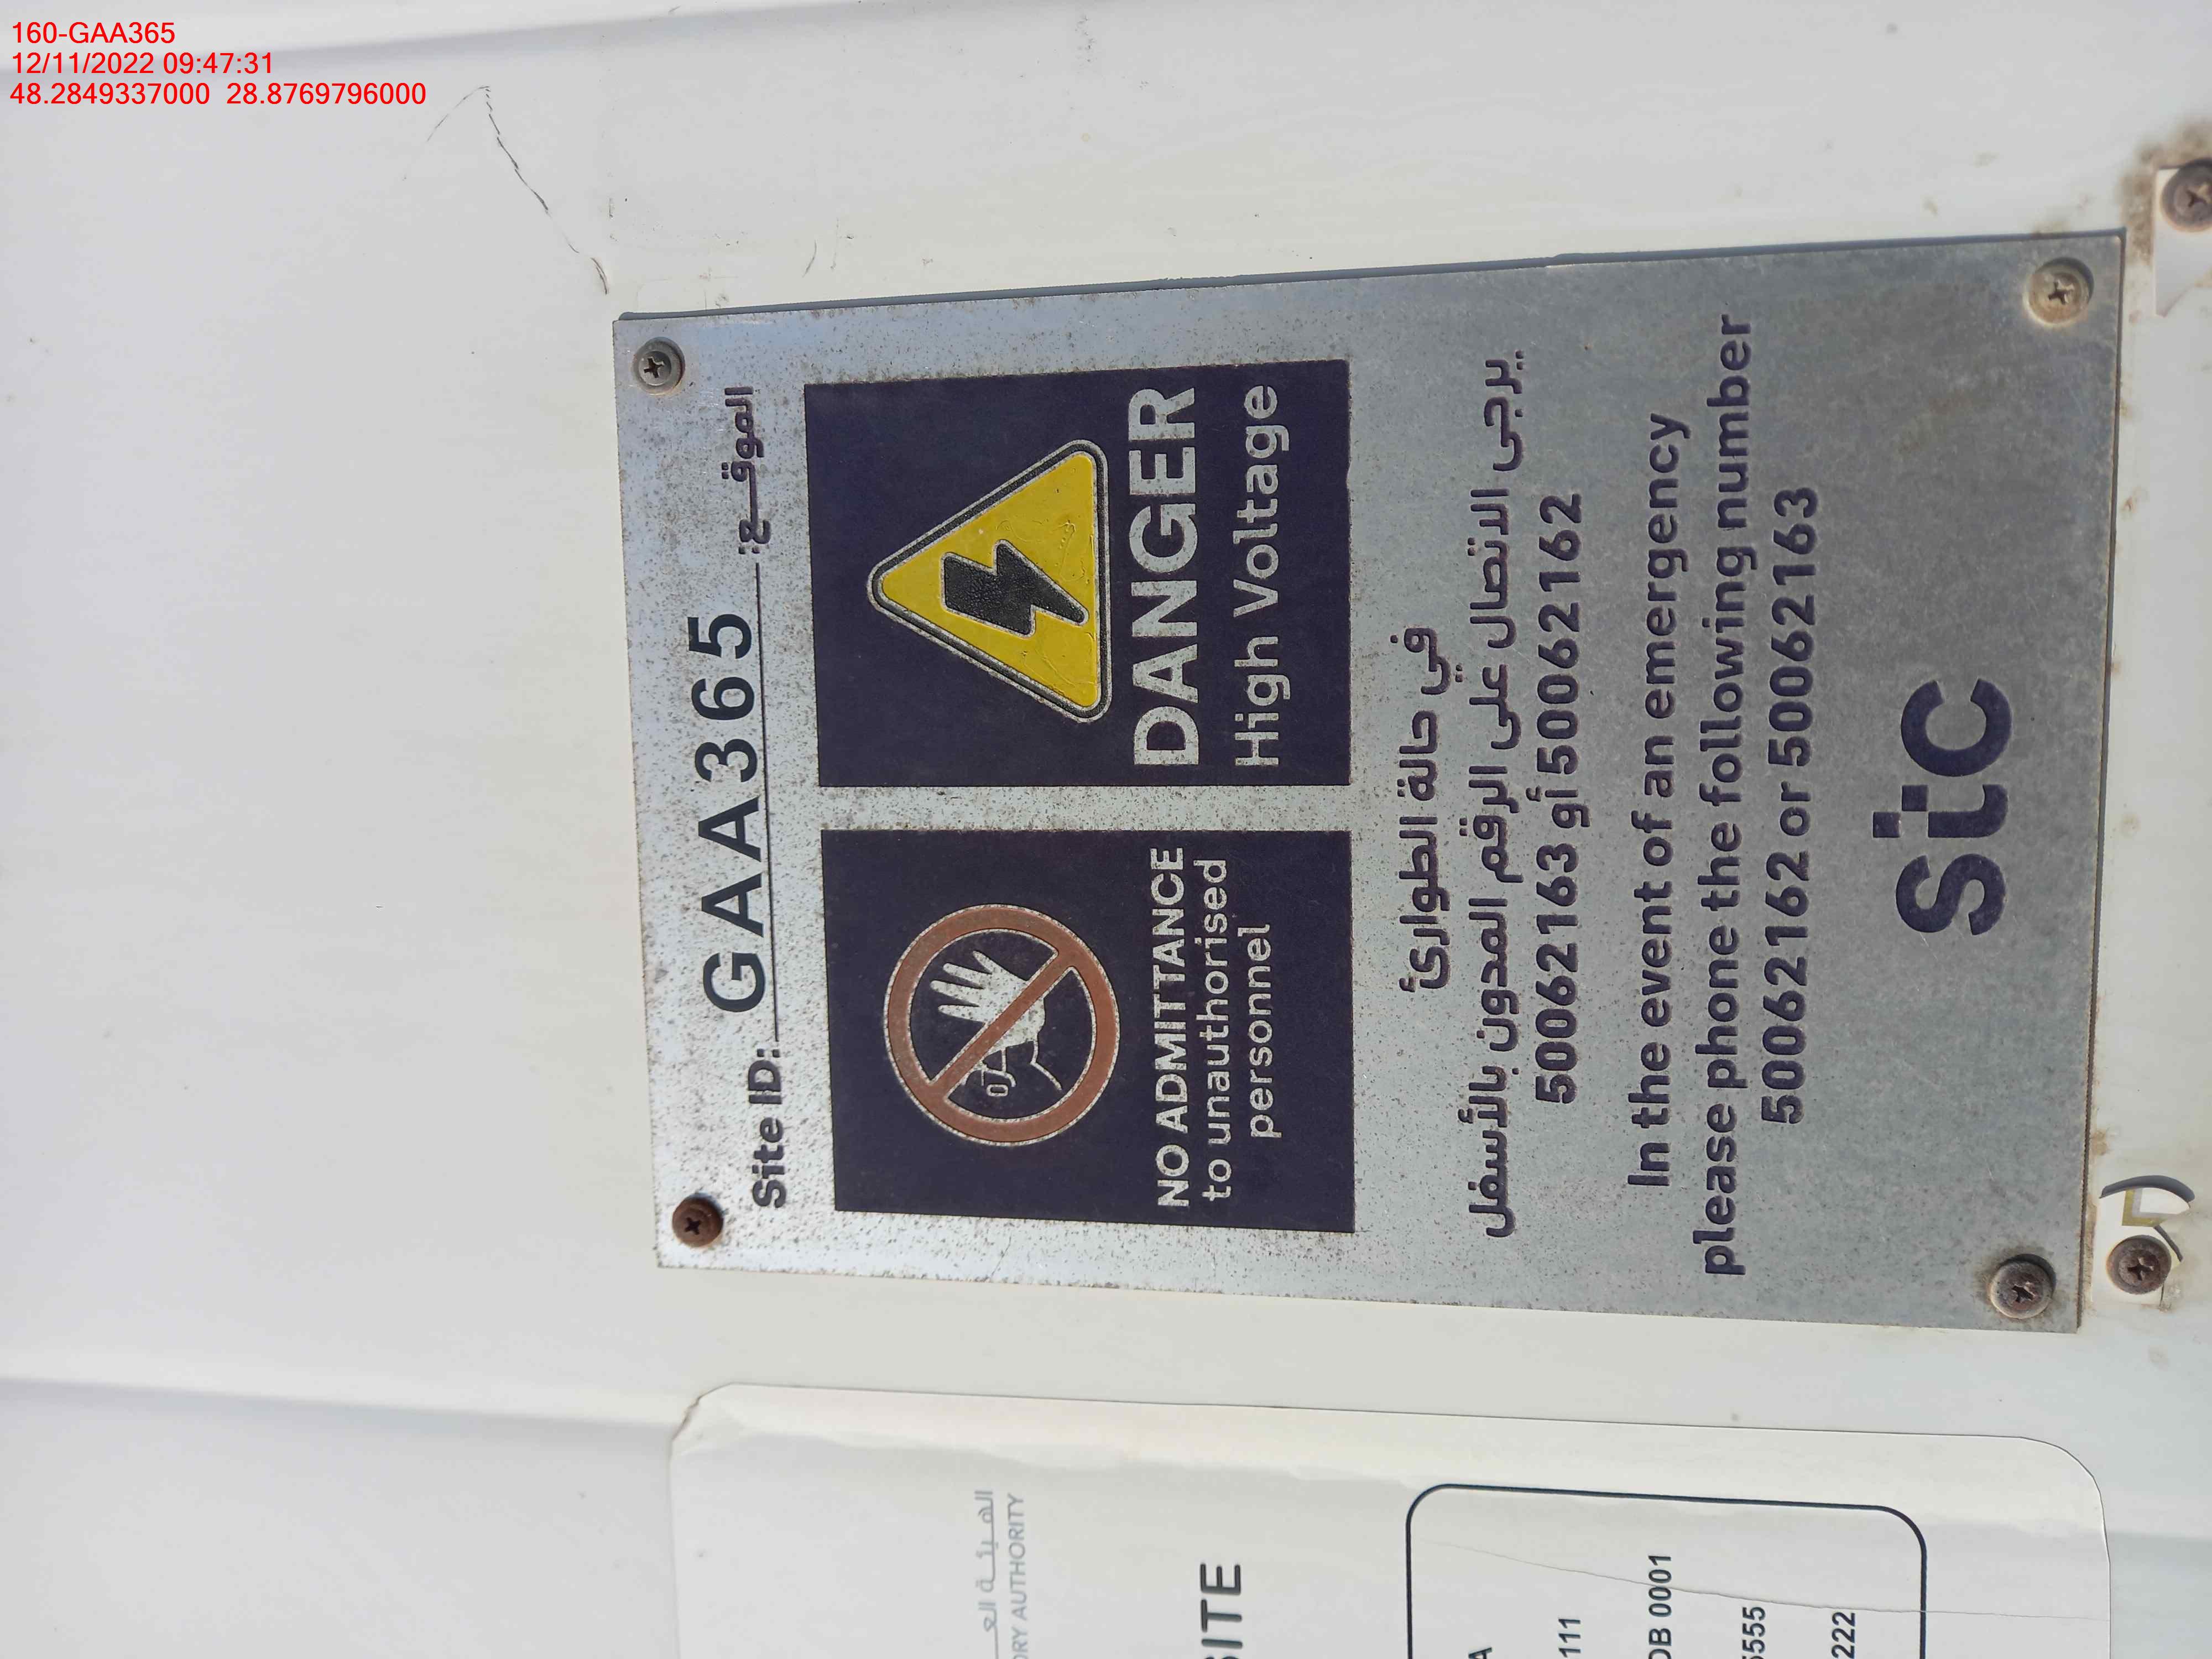 160-GAA365
12/11/2022 09:47:31
48.2849337000 28.8769796000
Site ID: GAA365 الموقع:
NO ADMITTANCE
to unauthorised
personnel
DANGER
High Voltage
في حالة الطوارئ
يرجى الاتصال على الرقم المدون بالأسفل
50062163 أو 50062162
In the event of an emergency
please phone the following number
50062162 or 50062163
stc
الهيئة
AUTHORITY
SITE
0001